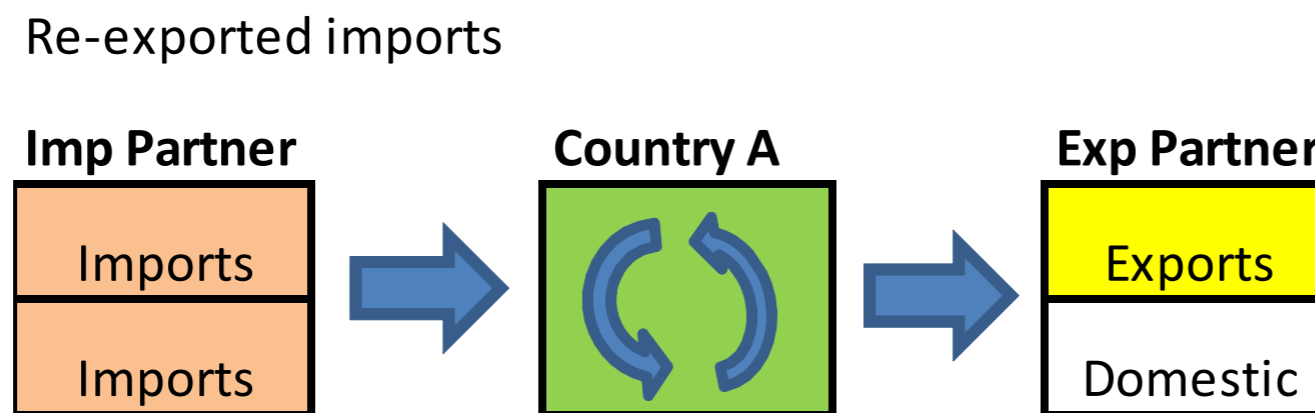 Re-exported imports
Imp Partner Country A Exp Partner
Imports Exports
Imports Domestic